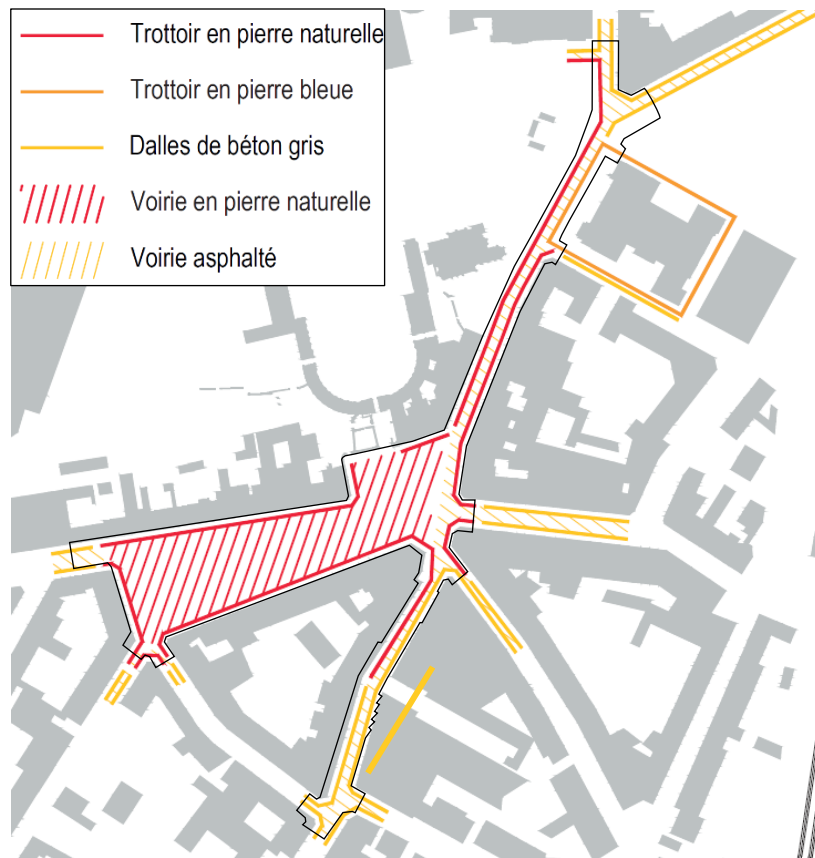 Trottoir en pierre naturelle
Trottoir en pierre bleue
Dalles de béton gris
Voirie en pierre naturelle
Voirie asphalté